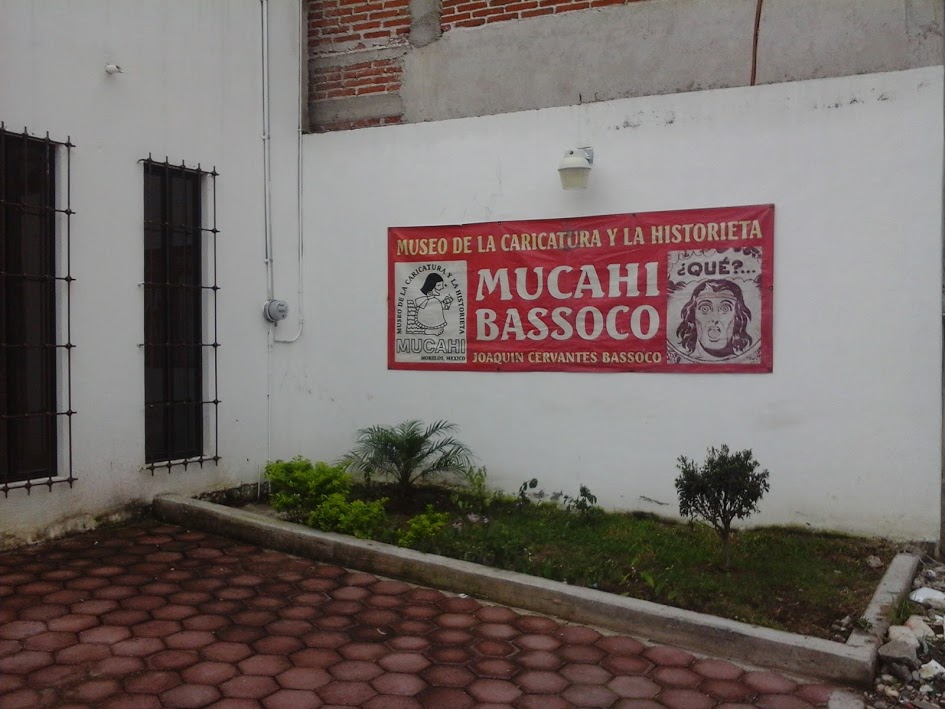 MUSEO DE LA CARICATURA Y LA HISTORIETA
MUSEO DE LA CARICATURA Y LA HISTORIETA
MUCAHI
MORELOS, MEXICO
MUCAHI
BASSOCO
JOAQUIN CERVANTES BASSOCO
¿QUÉ?...